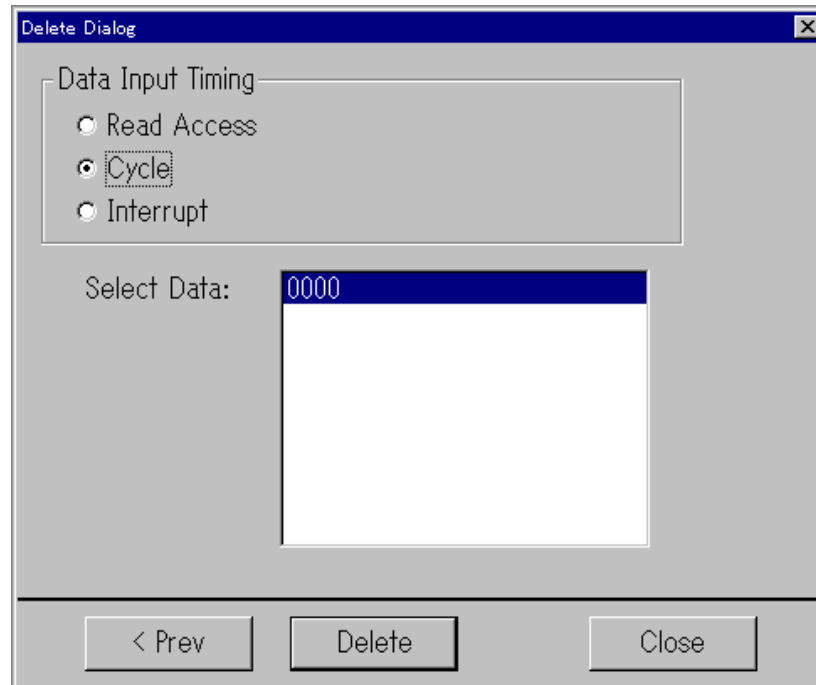 Delete Dialog
Data Input Timing
Read Access
Cycle
Interrupt
Select Data:
0000
< Prev
Delete
Close